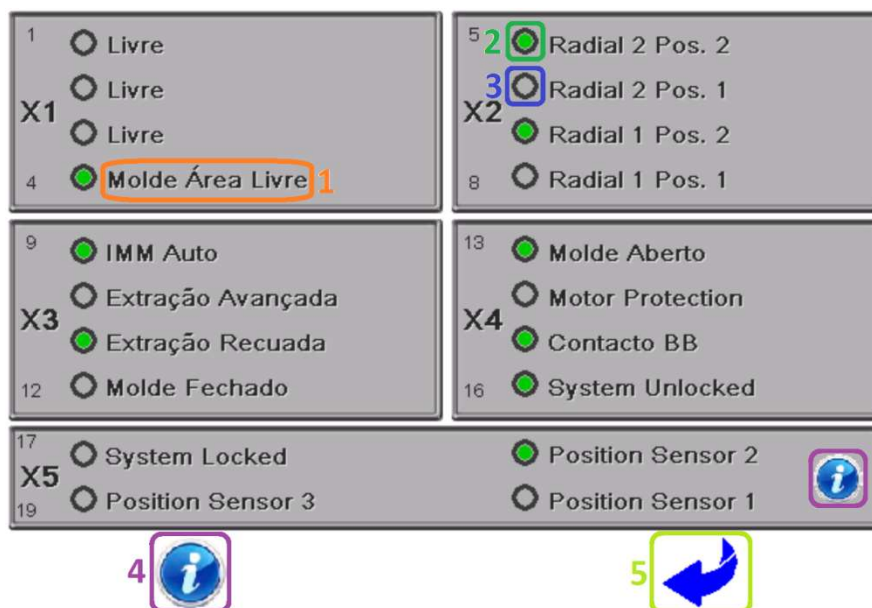 1
Livre
Livre
X1
Livre
4
Molde Área Livre
1
5
2
Radial 2 Pos. 2
3
Radial 2 Pos. 1
X2
Radial 1 Pos. 2
8
Radial 1 Pos. 1
9
IMM Auto
Extração Avançada
X3
Extração Recuada
12
Molde Fechado
13
Molde Aberto
Motor Protection
X4
Contacto BB
16
System Unlocked
17
System Locked
X5
19
Position Sensor 3
Position Sensor 2
Position Sensor 1
i
4
i
5